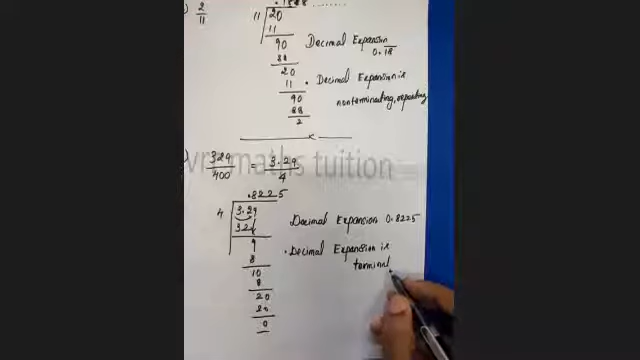 2/11
.1818.......
11 20
11
90 Decimal Expansion
0.18
88
20
11 . Decimal Expansion is
90 nonterminating, repeating
88
2
x
vr maths tuition
329/400 = 3.29/4
.8225
4 3.29
32
9
8
10
8
20
20
0
Decimal Expansion 0.8225
. Decimal Expansion is
terminal